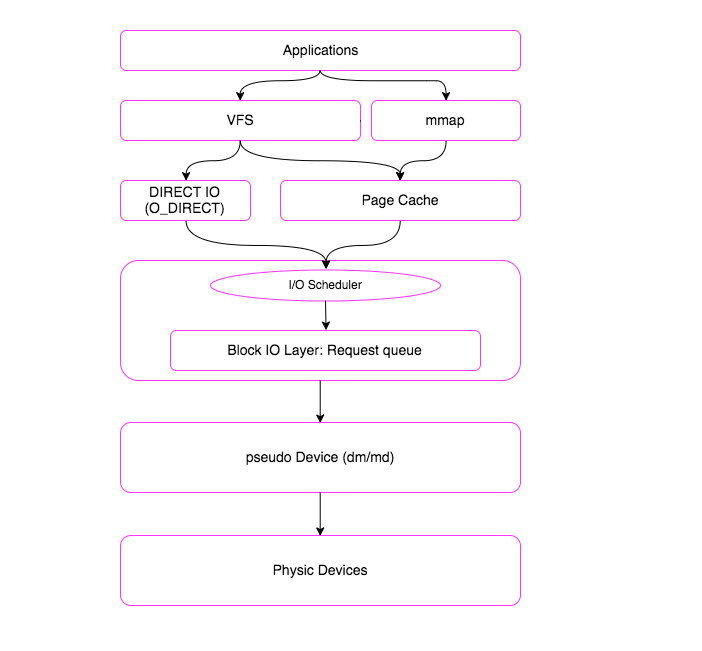 Applications
VFS
mmap
DIRECT IO
(O_DIRECT)
Page Cache
I/O Scheduler
Block IO Layer: Request queue
pseudo Device (dm/md)
Physic Devices